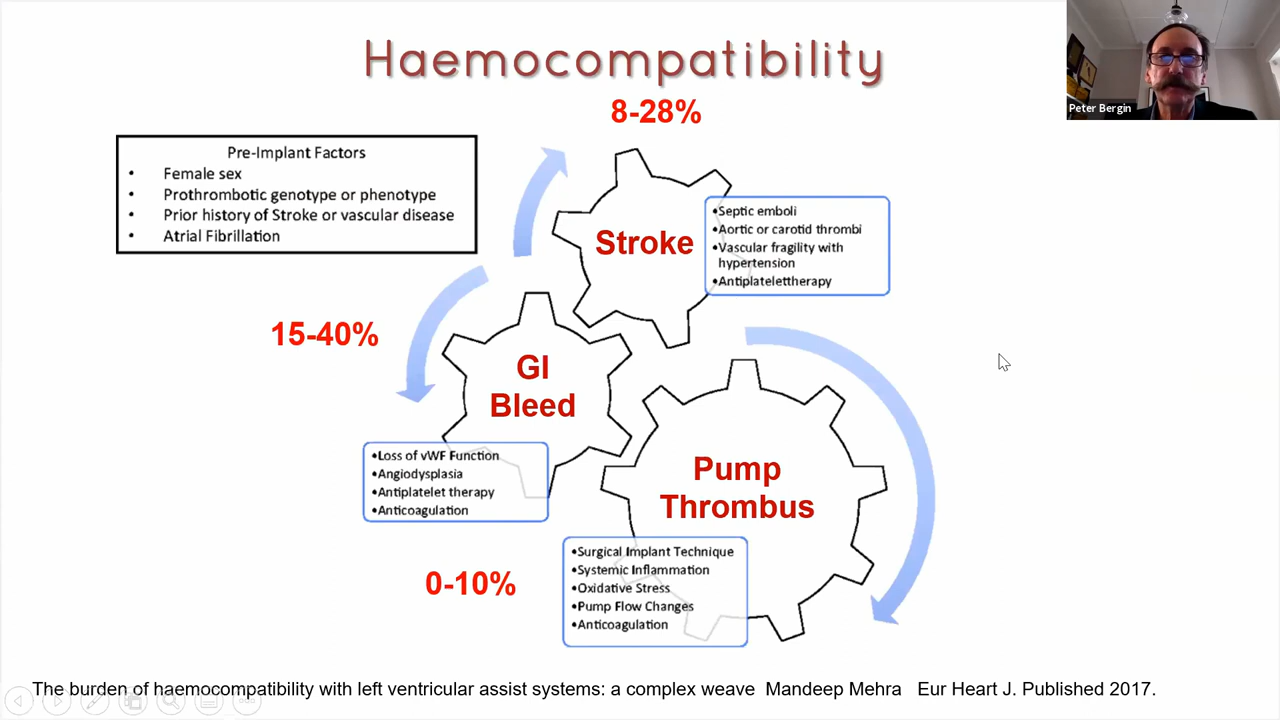 Haemocompatibility
Peter Bergin
8-28%
Pre-Implant Factors
• Female sex
• Prothrombotic genotype or phenotype
• Prior history of Stroke or vascular disease
• Atrial Fibrillation
Stroke
•Septic emboli
•Aortic or carotid thrombi
•Vascular fragility with
hypertension
•Antiplatelettherapy
15-40%
GI
Bleed
•Loss of vWF Function
•Angiodysplasia
•Antiplatelet therapy
•Anticoagulation
Pump
Thrombus
0-10%
•Surgical Implant Technique
•Systemic Inflammation
•Oxidative Stress
•Pump Flow Changes
•Anticoagulation
The burden of haemocompatibility with left ventricular assist systems: a complex weave Mandeep Mehra Eur Heart J. Published 2017.